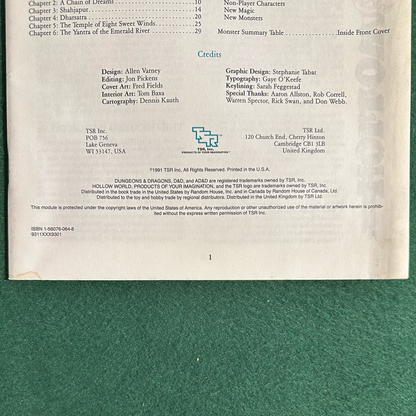 Chapter 2: A Chain of Dreams 10
Chapter 3: Shahjapur 14
Chapter 4: Dhasatra 20
Chapter 5: The Temple of Eight Sweet Winds 25
Chapter 6: The Yantra of the Emerald River 29
Non-Player Characters
New Magic
New Monsters
Monster Summary Table Inside Front Cover
Credits
Design: Allen Varney
Editing: Jon Pickens
Cover Art: Fred Fields
Interior Art: Tom Baxa
Cartography: Dennis Kauth
Graphic Design: Stephanie Tabat
Typography: Gaye O'Keefe
Keylining: Sarah Feggestad
Special Thanks: Aaron Allston, Rob Correll,
Warren Spector, Rick Swan, and Don Webb.
TSR Inc.
POB 756
Lake Geneva
WI 53147, USA
TSR
TSR, Inc.
PRODUCTS OF YOUR IMAGINATION™
TSR Ltd.
120 Church End, Cherry Hinton
Cambridge CB1 3LB
United Kingdom
©1991 TSR Inc. All Rights Reserved. Printed in the U.S.A.
DUNGEONS & DRAGONS, D&D, and AD&D are registered trademarks owned by TSR, Inc.
HOLLOW WORLD, PRODUCTS OF YOUR IMAGINATION, and the TSR logo are trademarks owned by TSR, Inc.
Distributed in the book trade in the United States by Random House, Inc. and in Canada by Random House of Canada, Ltd.
Distributed to the toy and hobby trade by regional distributors. Distributed in the United Kingdom by TSR Ltd.
This module is protected under the copyright laws of the United States of America. Any reproduction or other unauthorized use of the material or artwork herein is prohib-
ited without the express written permission of TSR Inc.
ISBN 1-56076-064-8
9311XXX9301
1